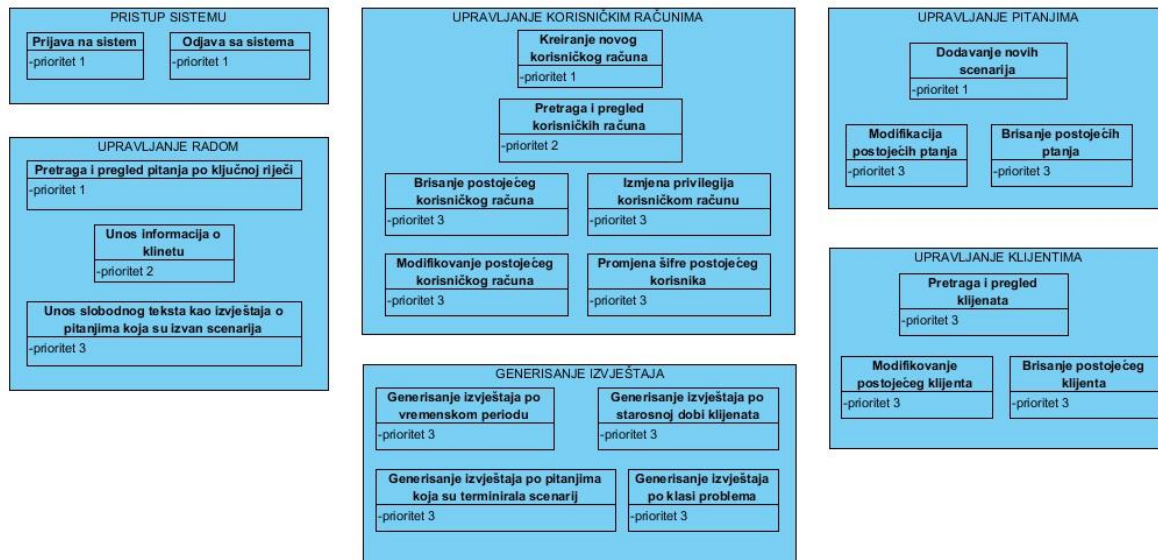 PRISTUP SISTEMU
Prijava na sistem
-prioritet 1
Odjava sa sistema
-prioritet 1
UPRAVLJANJE RADOM
Pretraga i pregled pitanja po ključnoj riječi
-prioritet 1
Unos informacija o
klinetu
-prioritet 2
Unos slobodnog teksta kao izvještaja o
pitanjima koja su izvan scenarija
-prioritet 3
UPRAVLJANJE KORISNIČKIM RAČUNIMA
Kreiranje novog
korisničkog računa
-prioritet 1
Pretraga i pregled
korisničkih računa
-prioritet 2
Brisanje postojećeg
korisničkog računa
-prioritet 3
Izmjena privilegija
korisničkom računu
-prioritet 3
Modifikovanje postojećeg
korisničkog računa
-prioritet 3
Promjena šifre postojećeg
korisnika
-prioritet 3
GENERISANJE IZVJEŠTAJA
Generisanje izvještaja po
vremenskom periodu
-prioritet 3
Generisanje izvještaja po
starosnoj dobi klijenata
-prioritet 3
Generisanje izvještaja po pitanjima
koja su terminirala scenarij
-prioritet 3
Generisanje izvještaja
po klasi problema
-prioritet 3
UPRAVLJANJE PITANJIMA
Dodavanje novih
scenarija
-prioritet 1
Modifikacija
postojećih ptanja
-prioritet 3
Brisanje postojećih
ptanja
-prioritet 3
UPRAVLJANJE KLIJENTIMA
Pretraga i pregled
klijenata
-prioritet 3
Modifikovanje
postojećeg klijenta
-prioritet 3
Brisanje postojećeg
klijenta
-prioritet 3